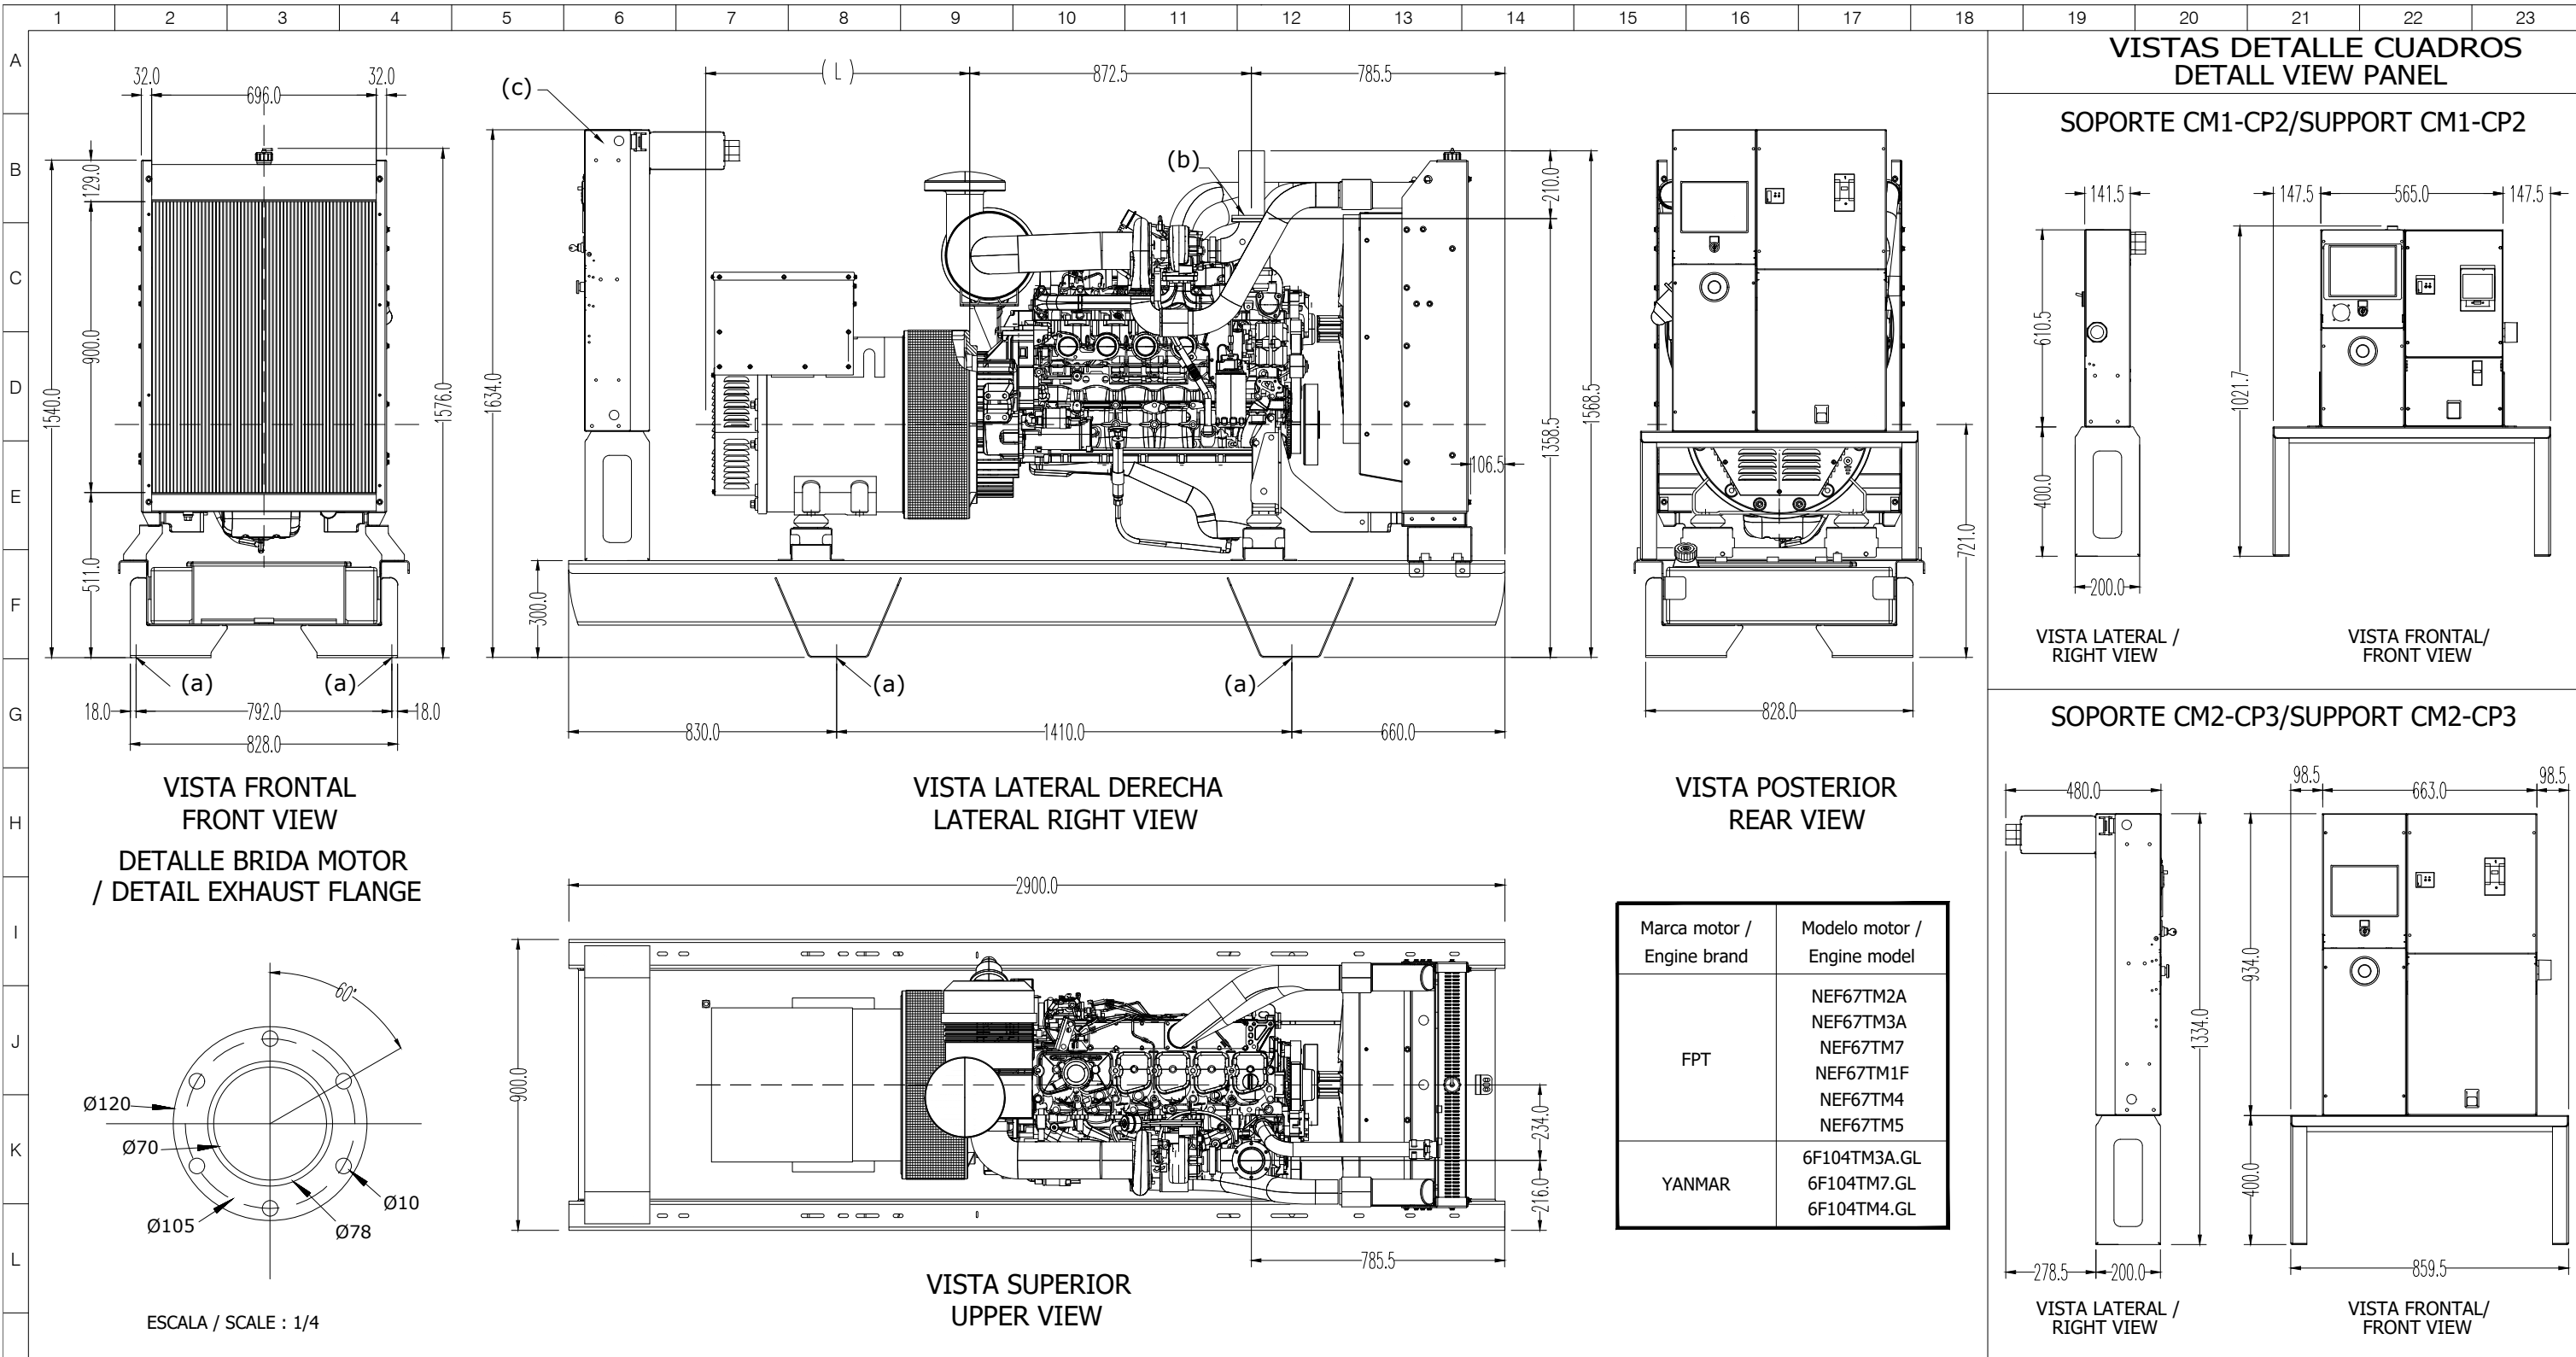 1 2 3 4 5 6 7 8 9 10 11 12 13 14 15 16 17 18 19 20 21 22 23
A
B
C
D
E
F
G
H
I
J
K
L
32.0
696.0
32.0
129.0
900.0
1540.0
511.0
1576.0
(a)
(a)
18.0
792.0
18.0
828.0
VISTA FRONTAL
FRONT VIEW
(c)
( L )
872.5
785.5
(b)
210.0
1634.0
1568.5
1358.5
106.5
300.0
(a)
(a)
830.0
1410.0
660.0
VISTA LATERAL DERECHA
LATERAL RIGHT VIEW
721.0
828.0
VISTA POSTERIOR
REAR VIEW
DETALLE BRIDA MOTOR
/ DETAIL EXHAUST FLANGE
60°
Ø120
Ø70
Ø105
Ø78
Ø10
ESCALA / SCALE : 1/4
2900.0
900.0
234.0
216.0
785.5
VISTA SUPERIOR
UPPER VIEW
Marca motor /
Engine brand
Modelo motor /
Engine model
FPT
NEF67TM2A
NEF67TM3A
NEF67TM7
NEF67TM1F
NEF67TM4
NEF67TM5
YANMAR
6F104TM3A.GL
6F104TM7.GL
6F104TM4.GL
VISTAS DETALLE CUADROS
DETALL VIEW PANEL
SOPORTE CM1-CP2/SUPPORT CM1-CP2
141.5
147.5
565.0
147.5
610.5
1021.7
400.0
200.0
VISTA LATERAL /
RIGHT VIEW
VISTA FRONTAL/
FRONT VIEW
SOPORTE CM2-CP3/SUPPORT CM2-CP3
480.0
98.5
663.0
98.5
934.0
1334.0
400.0
278.5
200.0
859.5
VISTA LATERAL /
RIGHT VIEW
VISTA FRONTAL/
FRONT VIEW